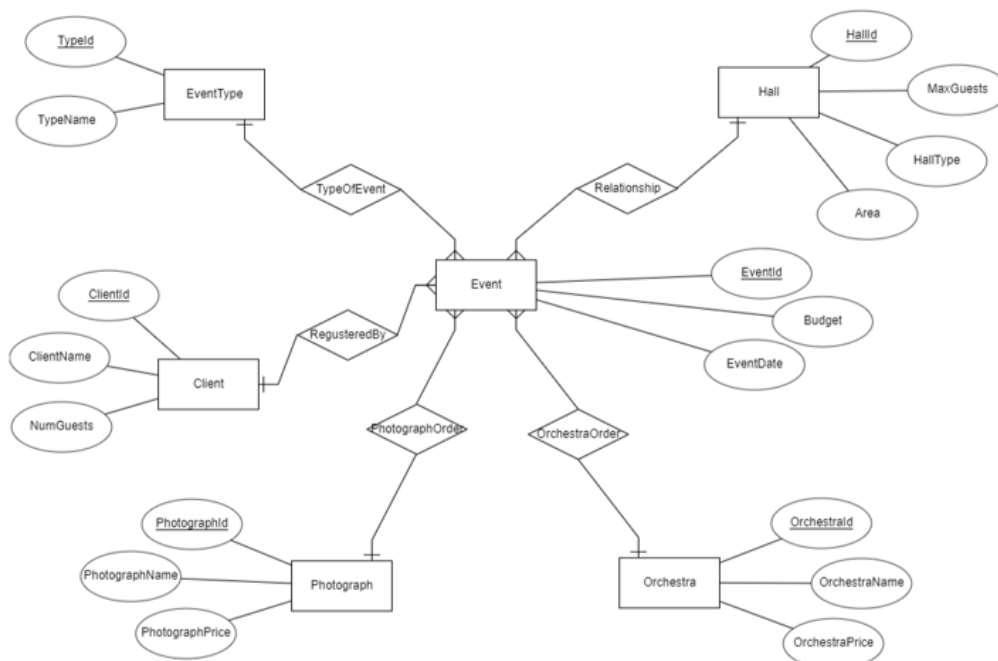 TypeId
EventType
TypeName
TypeOfEvent
HallId
Hall
MaxGuests
HallType
Area
Relationship
Event
EventId
Budget
EventDate
ClientId
ClientName
Client
NumGuests
RegusteredBy
PhotographOrder
OrchestraOrder
PhotographId
PhotographName
Photograph
PhotographPrice
OrchestraId
Orchestra
OrchestraName
OrchestraPrice